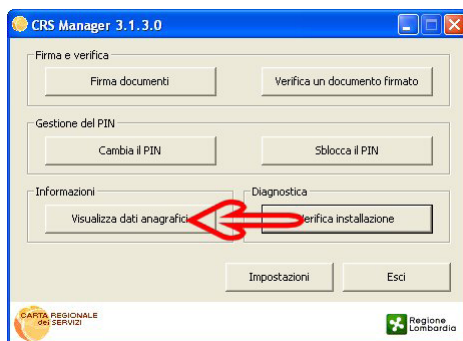 CRS Manager 3.1.3.0
Firma e verifica
Firma documenti
Verifica un documento firmato
Gestione del PIN
Cambia il PIN
Sblocca il PIN
Informazioni
Diagnostica
Visualizza dati anagrafici
installazione
Impostazioni
Esci
CARTA REGIONALE
dei SERVIZI
Regione
Lombardia